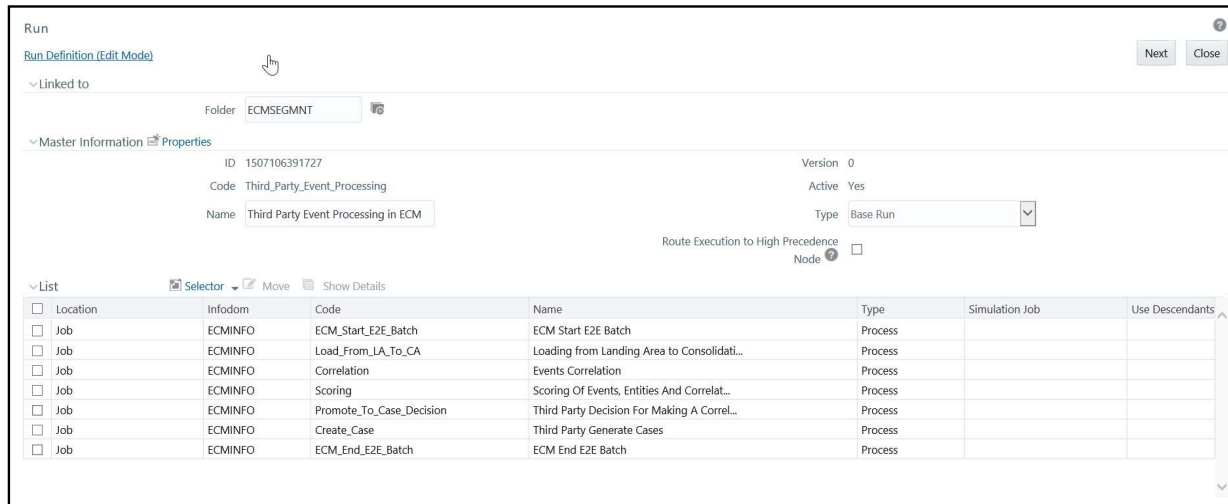 Run
?
Run Definition (Edit Mode)
Next Close
Linked to
Folder ECMSEGMNT
Master Information Properties
ID 1507106391727 Version 0
Code Third_Party_Event_Processing Active Yes
Name Third Party Event Processing in ECM Type Base Run
Route Execution to High Precedence
Node ?
List Selector Move Show Details
Location Infodom Code Name Type Simulation Job Use Descendants
Job ECMINFO ECM_Start_E2E_Batch ECM Start E2E Batch Process
Job ECMINFO Load_From_LA_To_CA Loading from Landing Area to Consolidati... Process
Job ECMINFO Correlation Events Correlation Process
Job ECMINFO Scoring Scoring Of Events, Entities And Correlat... Process
Job ECMINFO Promote_To_Case_Decision Third Party Decision For Making A Correl... Process
Job ECMINFO Create_Case Third Party Generate Cases Process
Job ECMINFO ECM_End_E2E_Batch ECM End E2E Batch Process